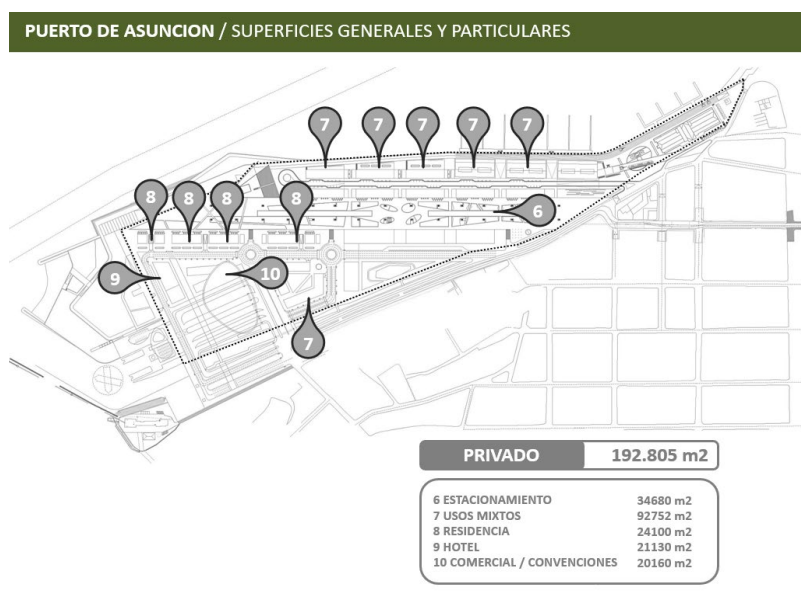 PUERTO DE ASUNCION / SUPERFICIES GENERALES Y PARTICULARES
7 7 7 7 7
8 8 8 8
6
9 10
7
PRIVADO 192.805 m2
6 ESTACIONAMIENTO 34680 m2
7 USOS MIXTOS 92752 m2
8 RESIDENCIA 24100 m2
9 HOTEL 21130 m2
10 COMERCIAL / CONVENCIONES 20160 m2